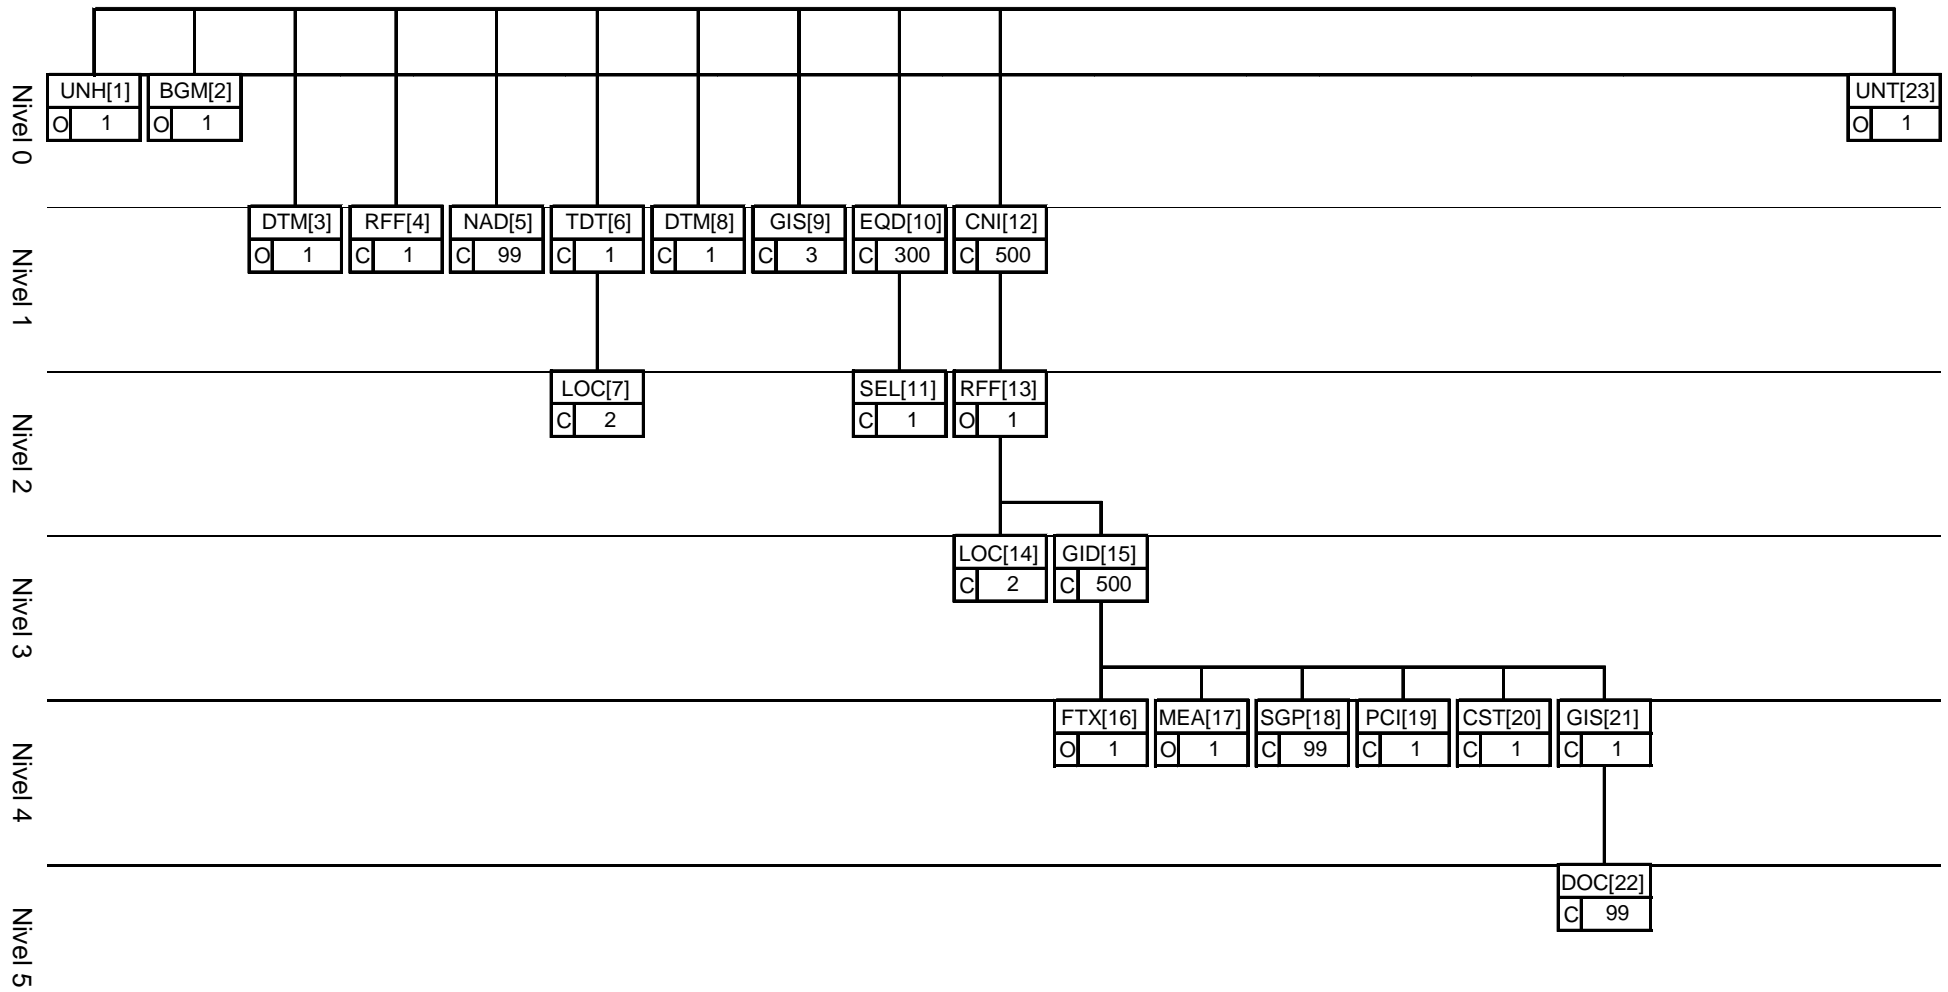 Nivel 0
UNH[1] BGM[2] UNT[23]
O 1 O 1 O 1
Nivel 1
DTM[3] RFF[4] NAD[5] TDT[6] DTM[8] GIS[9] EQD[10] CNI[12]
O 1 C 1 C 99 C 1 C 1 C 3 C 300 C 500
Nivel 2
LOC[7] SEL[11] RFF[13]
C 2 C 1 O 1
Nivel 3
LOC[14] GID[15]
C 2 C 500
Nivel 4
FTX[16] MEA[17] SGP[18] PCI[19] CST[20] GIS[21]
O 1 O 1 C 99 C 1 C 1 C 1
Nivel 5
DOC[22]
C 99